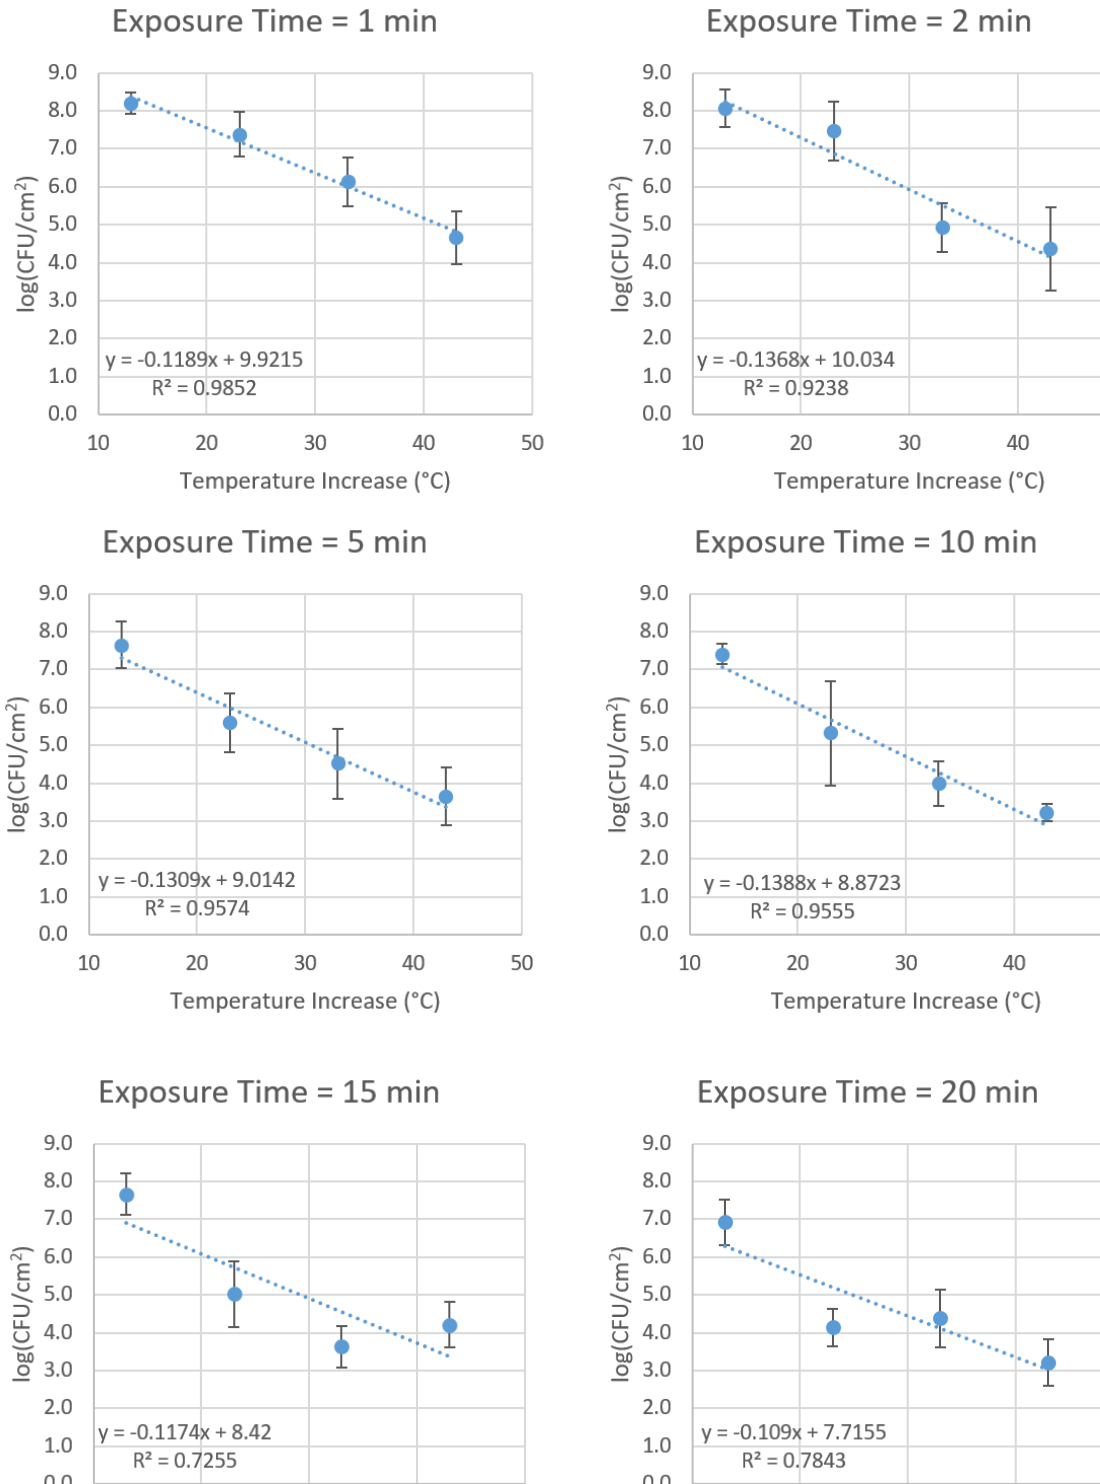 Exposure Time = 1 min
9.0
8.0
7.0
6.0
5.0
4.0
3.0
2.0
1.0
0.0
log(CFU/cm²)
y = -0.1189x + 9.9215
R² = 0.9852
10 20 30 40 50
Temperature Increase (°C)
Exposure Time = 2 min
9.0
8.0
7.0
6.0
5.0
4.0
3.0
2.0
1.0
0.0
log(CFU/cm²)
y = -0.1368x + 10.034
R² = 0.9238
10 20 30 40
Temperature Increase (°C)
Exposure Time = 5 min
9.0
8.0
7.0
6.0
5.0
4.0
3.0
2.0
1.0
0.0
log(CFU/cm²)
y = -0.1309x + 9.0142
R² = 0.9574
10 20 30 40 50
Temperature Increase (°C)
Exposure Time = 10 min
9.0
8.0
7.0
6.0
5.0
4.0
3.0
2.0
1.0
0.0
log(CFU/cm²)
y = -0.1388x + 8.8723
R² = 0.9555
10 20 30 40
Temperature Increase (°C)
Exposure Time = 15 min
9.0
8.0
7.0
6.0
5.0
4.0
3.0
2.0
1.0
0.0
log(CFU/cm²)
y = -0.1174x + 8.42
R² = 0.7255
Exposure Time = 20 min
9.0
8.0
7.0
6.0
5.0
4.0
3.0
2.0
1.0
0.0
log(CFU/cm²)
y = -0.109x + 7.7155
R² = 0.7843